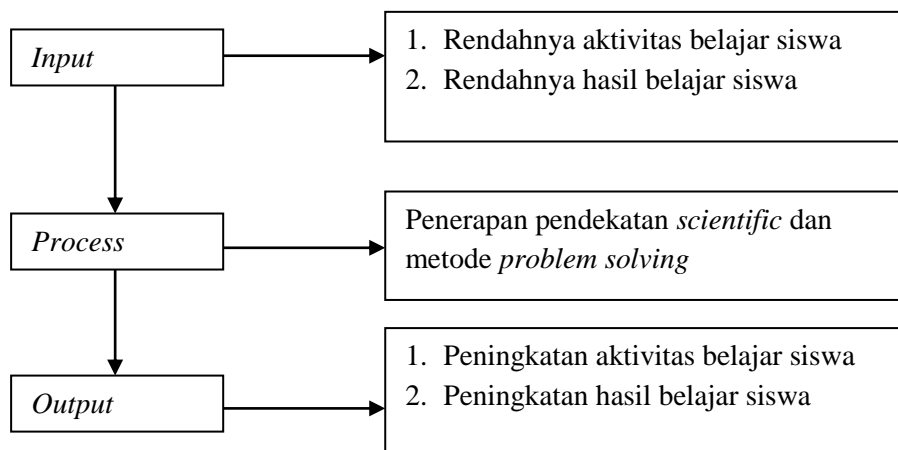 Input
1. Rendahnya aktivitas belajar siswa
2. Rendahnya hasil belajar siswa
Process
Penerapan pendekatan scientific dan
metode problem solving
Output
1. Peningkatan aktivitas belajar siswa
2. Peningkatan hasil belajar siswa